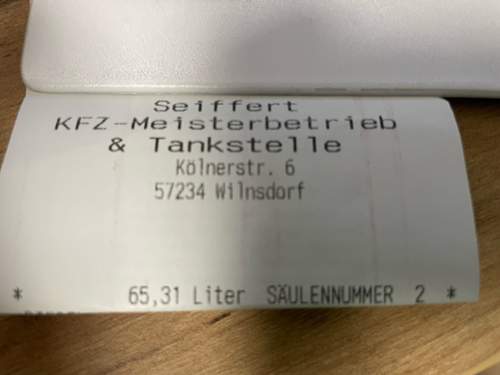 Seiffert
KFZ-Meisterbetrieb
& Tankstelle
Kölnerstr. 6
57234 Wilnsdorf
* 65,31 Liter SÄULENNUMMER 2 *